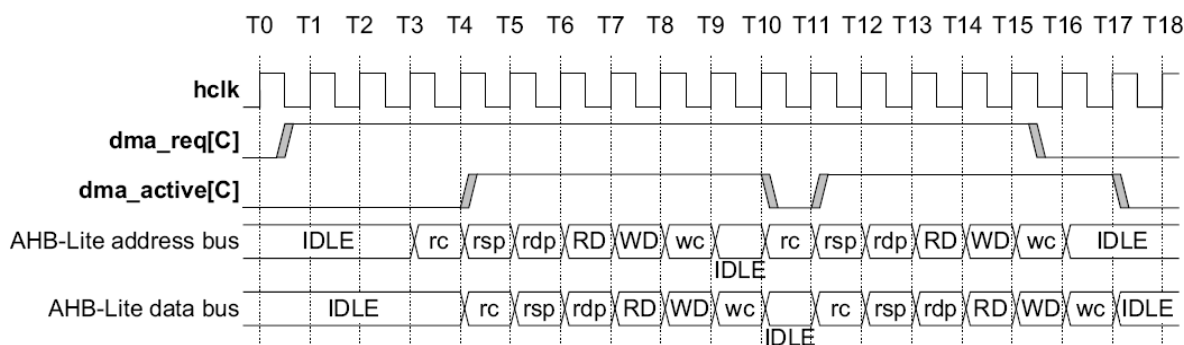 T0 T1 T2 T3 T4 T5 T6 T7 T8 T9 T10 T11 T12 T13 T14 T15 T16 T17 T18
hclk
dma_req[C]
dma_active[C]
AHB-Lite address bus IDLE rc rsp rdp RD WD wc IDLE rc rsp rdp RD WD wc IDLE
AHB-Lite data bus IDLE rc rsp rdp RD WD wc IDLE rc rsp rdp RD WD wc IDLE